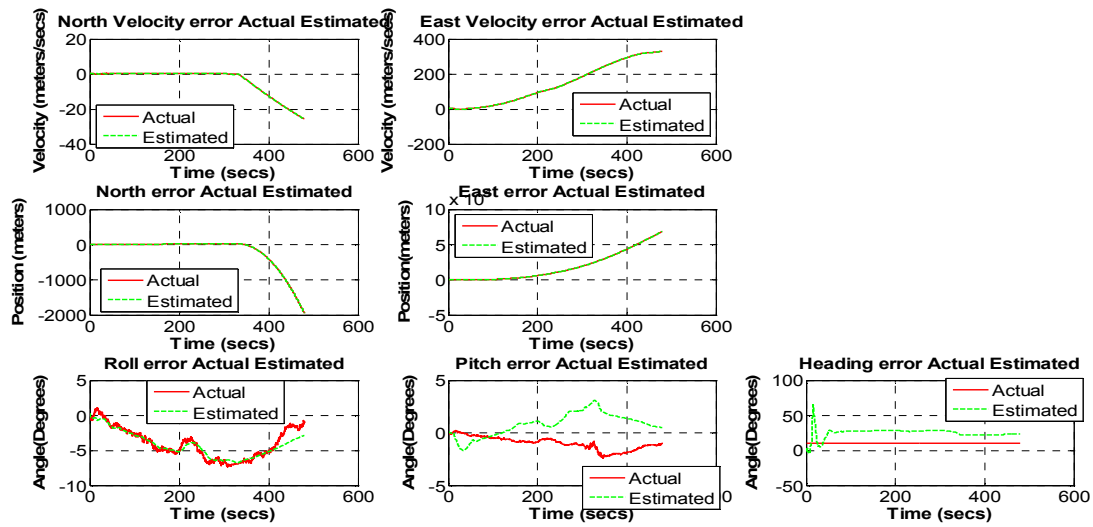 North Velocity error Actual Estimated
Velocity (meters/secs)
20
0
-20
-40
Actual
Estimated
0
200
400
600
Time (secs)
East Velocity error Actual Estimated
Velocity (meters/secs)
400
200
0
-200
Actual
Estimated
0
200
400
600
Time (secs)
North error Actual Estimated
Position (meters)
1000
0
-1000
-2000
Actual
Estimated
0
200
400
600
Time (secs)
East error Actual Estimated
Position(meters)
x 10
10
5
0
-5
Actual
Estimated
0
200
400
600
Time (secs)
Roll error Actual Estimated
Angle(Degrees)
5
0
-5
-10
Actual
Estimated
0
200
400
600
Time (secs)
Pitch error Actual Estimated
Angle(Degrees)
5
0
-5
Actual
Estimated
0
200
400
600
Time (secs)
Heading error Actual Estimated
Angle(Degrees)
100
50
0
-50
Actual
Estimated
0
200
400
600
Time (secs)